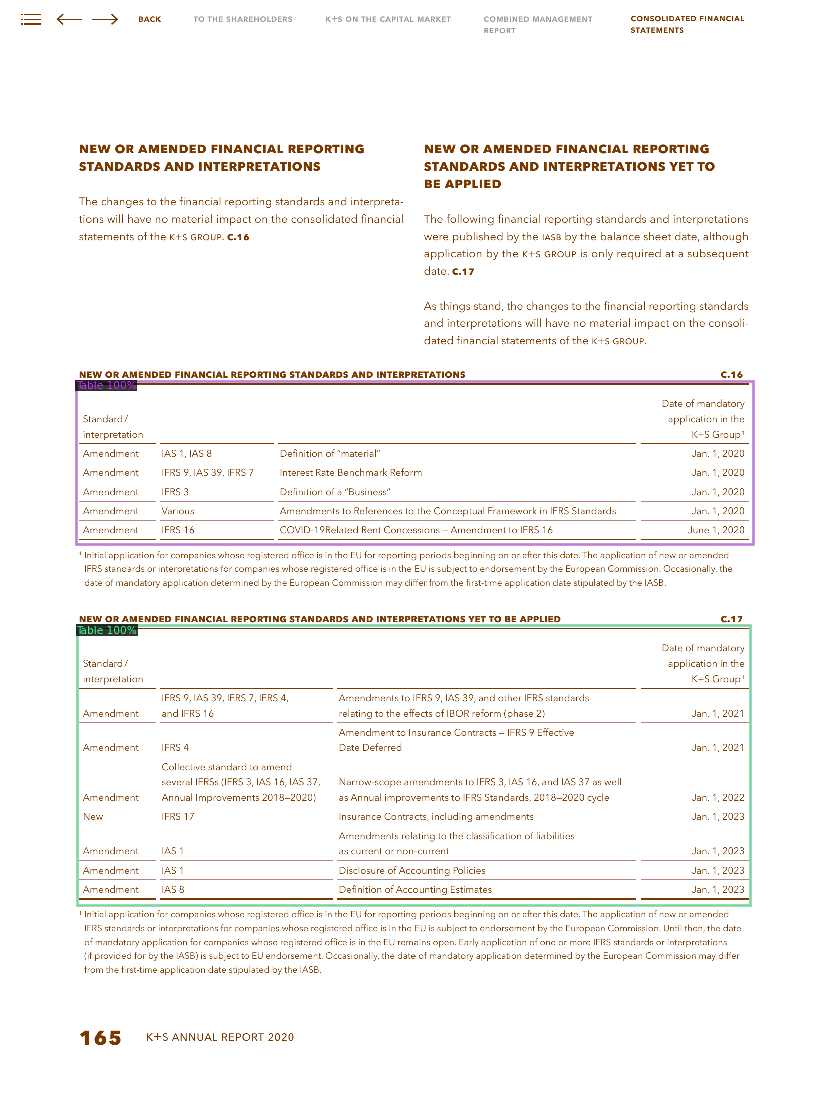 BACK
TO THE SHAREHOLDERS
K+S ON THE CAPITAL MARKET
COMBINED MANAGEMENT
REPORT
CONSOLIDATED FINANCIAL
STATEMENTS
NEW OR AMENDED FINANCIAL REPORTING
STANDARDS AND INTERPRETATIONS
The changes to the financial reporting standards and interpreta-
tions will have no material impact on the consolidated financial
statements of the K+S GROUP. C.16
NEW OR AMENDED FINANCIAL REPORTING
STANDARDS AND INTERPRETATIONS YET TO
BE APPLIED
The following financial reporting standards and interpretations
were published by the IASB by the balance sheet date, although
application by the K+S GROUP is only required at a subsequent
date. C.17
As things stand, the changes to the financial reporting standards
and interpretations will have no material impact on the consoli-
dated financial statements of the K+S GROUP.
NEW OR AMENDED FINANCIAL REPORTING STANDARDS AND INTERPRETATIONS C.16
Table 100%
Date of mandatory
Standard / application in the
interpretation K+S Group¹
Amendment IAS 1, IAS 8 Definition of “material” Jan. 1, 2020
Amendment IFRS 9, IAS 39, IFRS 7 Interest Rate Benchmark Reform Jan. 1, 2020
Amendment IFRS 3 Definition of a “Business” Jan. 1, 2020
Amendment Various Amendments to References to the Conceptual Framework in IFRS Standards Jan. 1, 2020
Amendment IFRS 16 COVID-19Related Rent Concessions – Amendment to IFRS 16 June 1, 2020
¹ Initial application for companies whose registered office is in the EU for reporting periods beginning on or after this date. The application of new or amended
IFRS standards or interpretations for companies whose registered office is in the EU is subject to endorsement by the European Commission. Occasionally, the
date of mandatory application determined by the European Commission may differ from the first-time application date stipulated by the IASB.
NEW OR AMENDED FINANCIAL REPORTING STANDARDS AND INTERPRETATIONS YET TO BE APPLIED C.17
Table 100%
Date of mandatory
Standard / application in the
interpretation K+S Group¹
IFRS 9, IAS 39, IFRS 7, IFRS 4, Amendments to IFRS 9, IAS 39, and other IFRS standards
Amendment and IFRS 16 relating to the effects of IBOR reform (phase 2) Jan. 1, 2021
Amendment to Insurance Contracts – IFRS 9 Effective
Amendment IFRS 4 Date Deferred Jan. 1, 2021
Collective standard to amend
several IFRSs (IFRS 3, IAS 16, IAS 37, Narrow-scope amendments to IFRS 3, IAS 16, and IAS 37 as well
Amendment Annual Improvements 2018–2020) as Annual improvements to IFRS Standards, 2018–2020 cycle Jan. 1, 2022
New IFRS 17 Insurance Contracts, including amendments Jan. 1, 2023
Amendments relating to the classification of liabilities
Amendment IAS 1 as current or non-current Jan. 1, 2023
Amendment IAS 1 Disclosure of Accounting Policies Jan. 1, 2023
Amendment IAS 8 Definition of Accounting Estimates Jan. 1, 2023
¹ Initial application for companies whose registered office is in the EU for reporting periods beginning on or after this date. The application of new or amended
IFRS standards or interpretations for companies whose registered office is in the EU is subject to endorsement by the European Commission. Until then, the date
of mandatory application for companies whose registered office is in the EU remains open. Early application of one or more IFRS standards or interpretations
(if provided for by the IASB) is subject to EU endorsement. Occasionally, the date of mandatory application determined by the European Commission may differ
from the first-time application date stipulated by the IASB.
165 K+S ANNUAL REPORT 2020